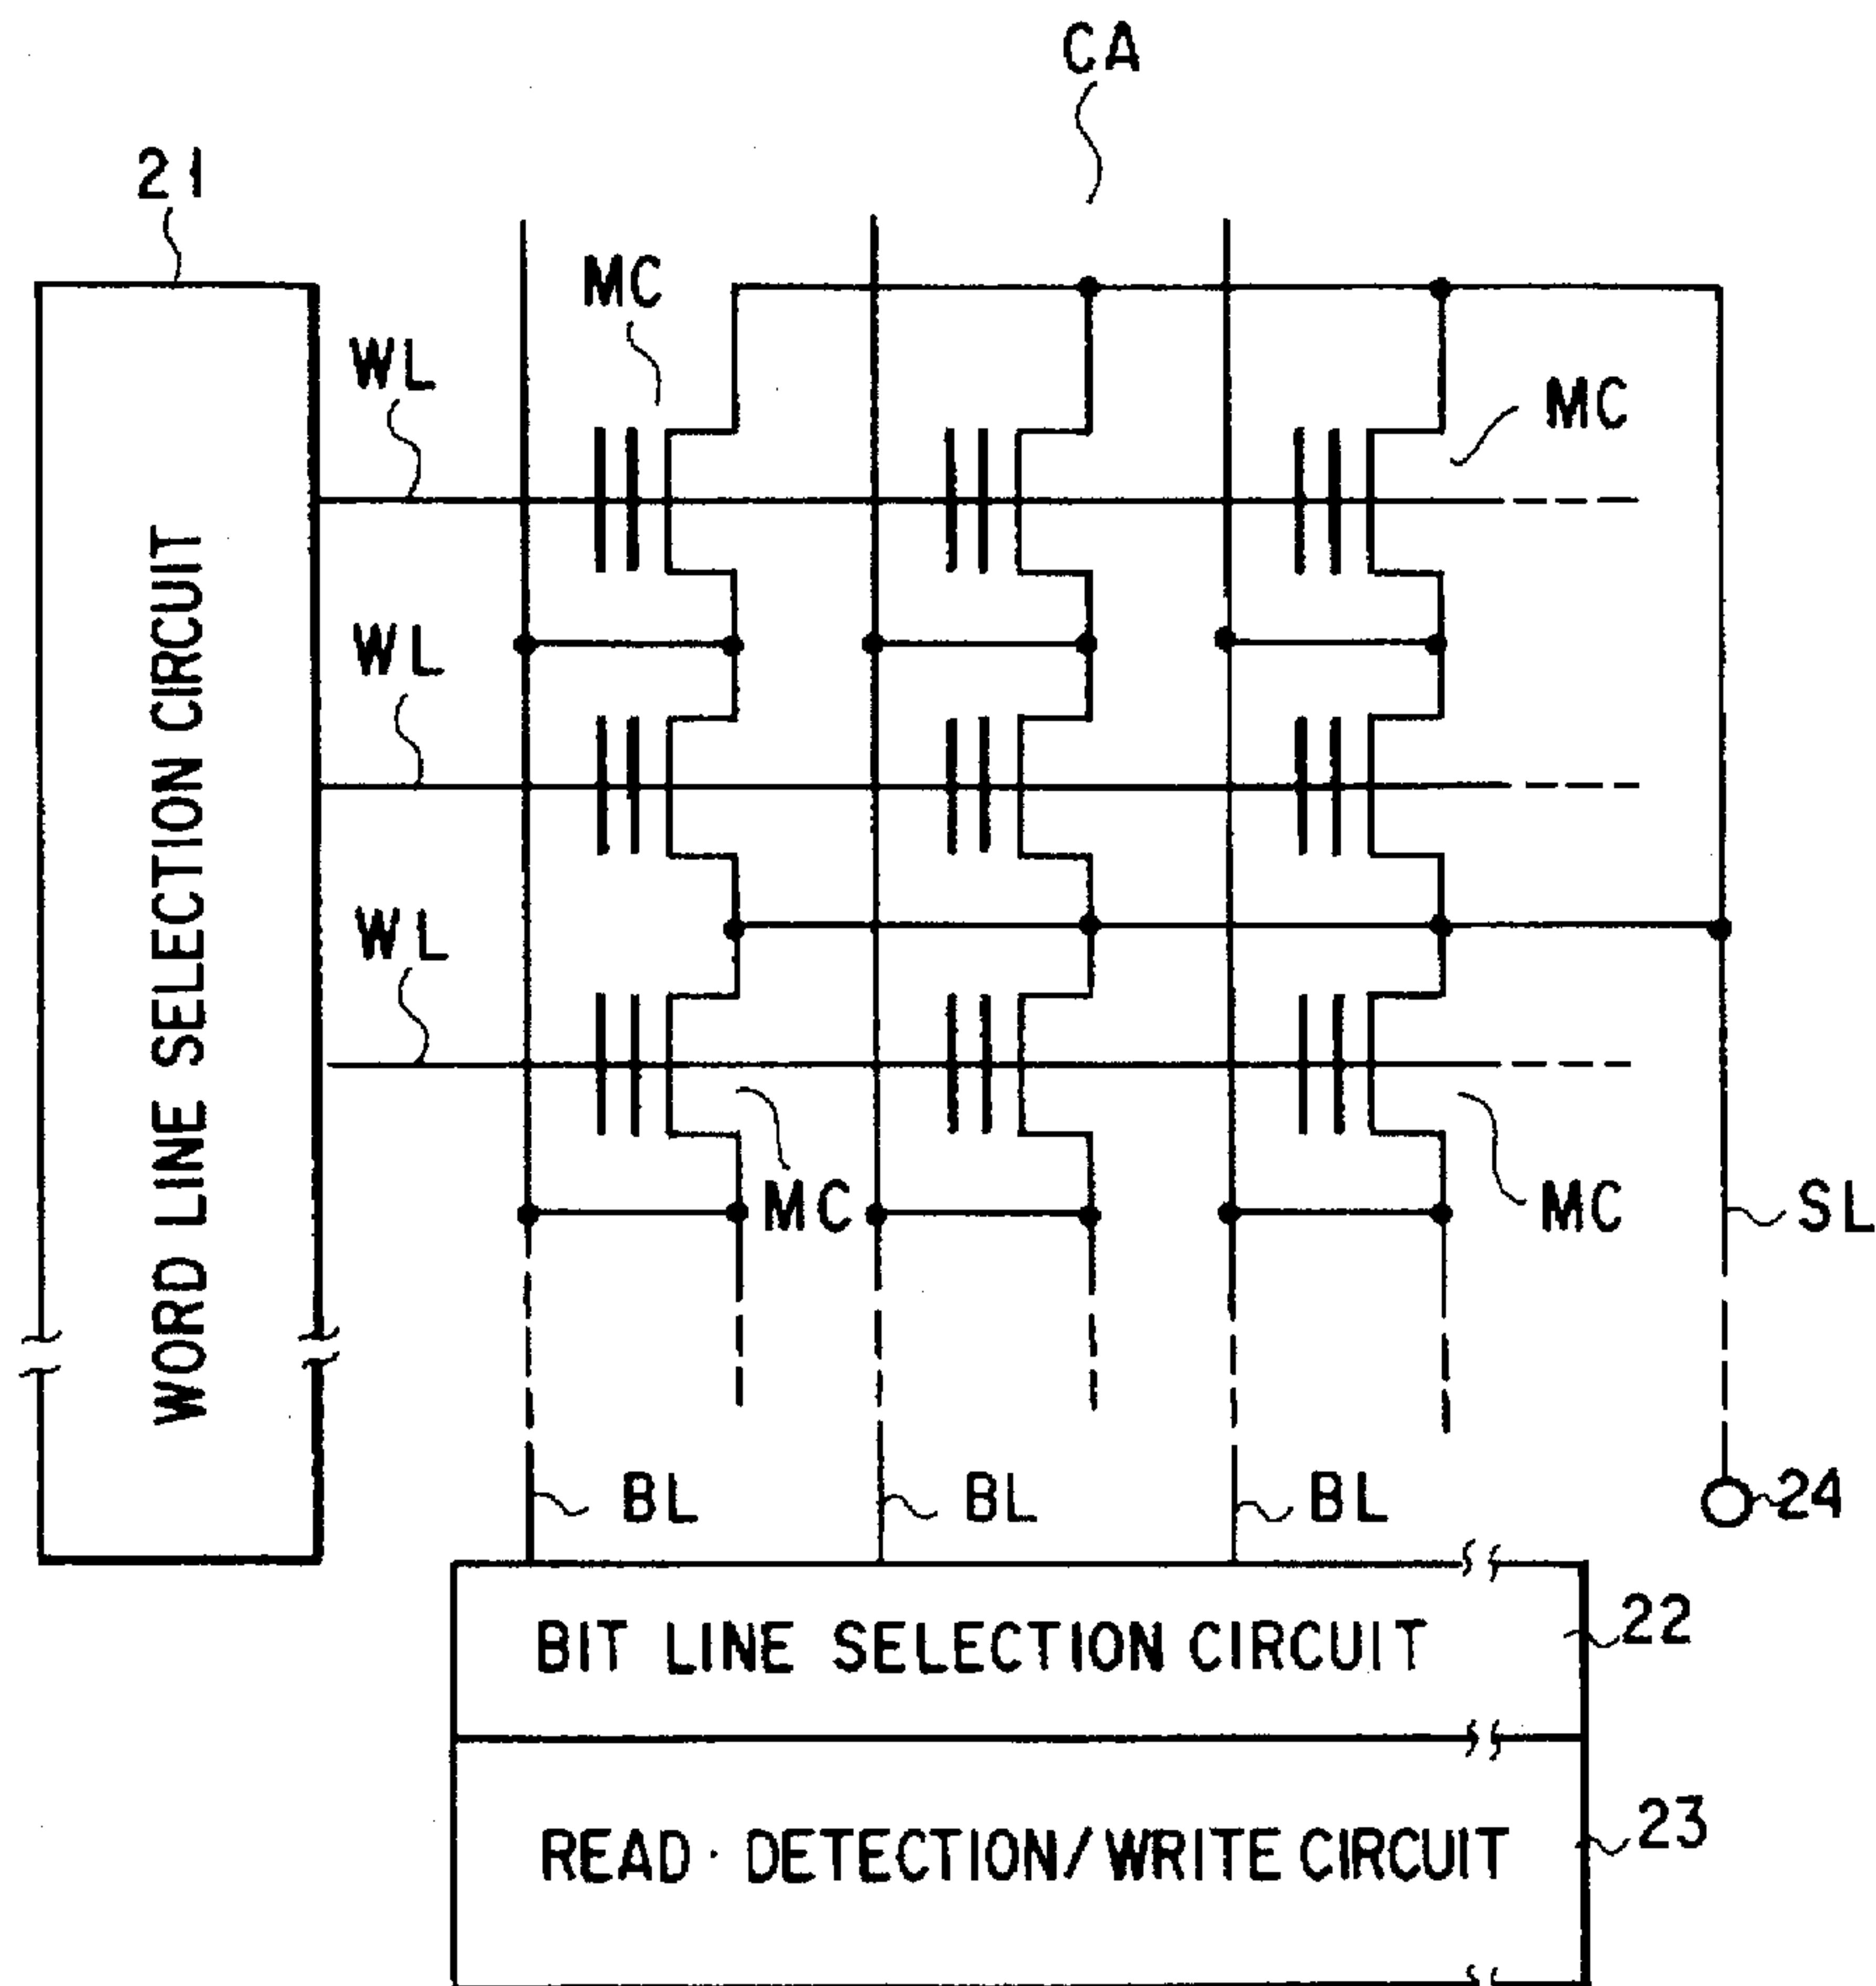 CA
21
MC
WL
MC
WL
WORD LINE SELECTION CIRCUIT
WL
MC
MC
SL
BL
BL
BL
24
BIT LINE SELECTION CIRCUIT
22
READ · DETECTION/WRITE CIRCUIT
23